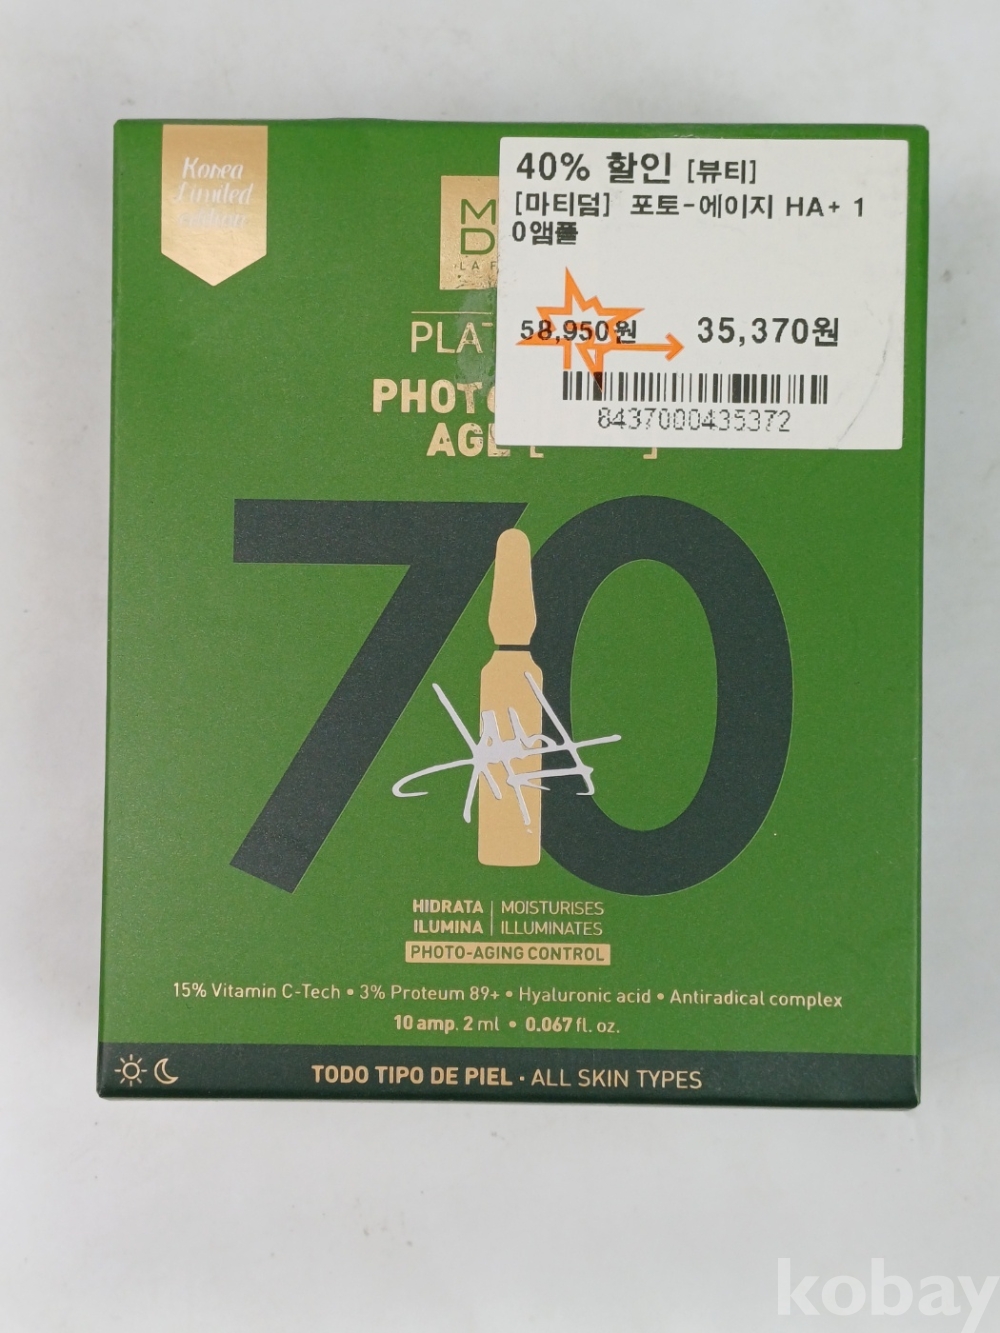 Korea
Limited
edition
40% 할인 [뷰티]
[마티덤] 포토-에이지 HA+ 1
0앰플
58,950원 35,370원
8437000435372
M
D
LA F
PLAT
PHOTO
AGE [ ]
70
HIDRATA | MOISTURISES
ILUMINA | ILLUMINATES
PHOTO-AGING CONTROL
15% Vitamin C-Tech • 3% Proteum 89+ • Hyaluronic acid • Antiradical complex
10 amp. 2 ml • 0.067 fl. oz.
TODO TIPO DE PIEL · ALL SKIN TYPES
kobay